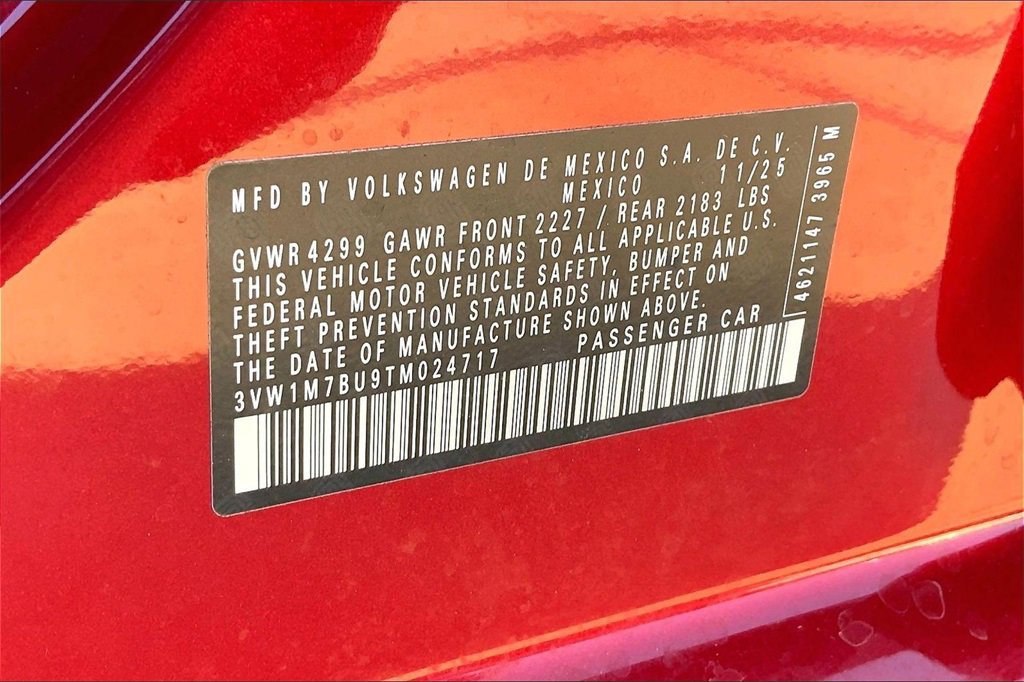 MFD BY VOLKSWAGEN DE MEXICO S.A. DE C.V.
MEXICO 11/25
GVWR 4299 GAWR FRONT 2227 / REAR 2183 LBS
THIS VEHICLE CONFORMS TO ALL APPLICABLE U.S.
FEDERAL MOTOR VEHICLE SAFETY, BUMPER AND
THEFT PREVENTION STANDARDS IN EFFECT ON
THE DATE OF MANUFACTURE SHOWN ABOVE.
3VW1M7BU9TM024717 PASSENGER CAR
4621147 3965 M